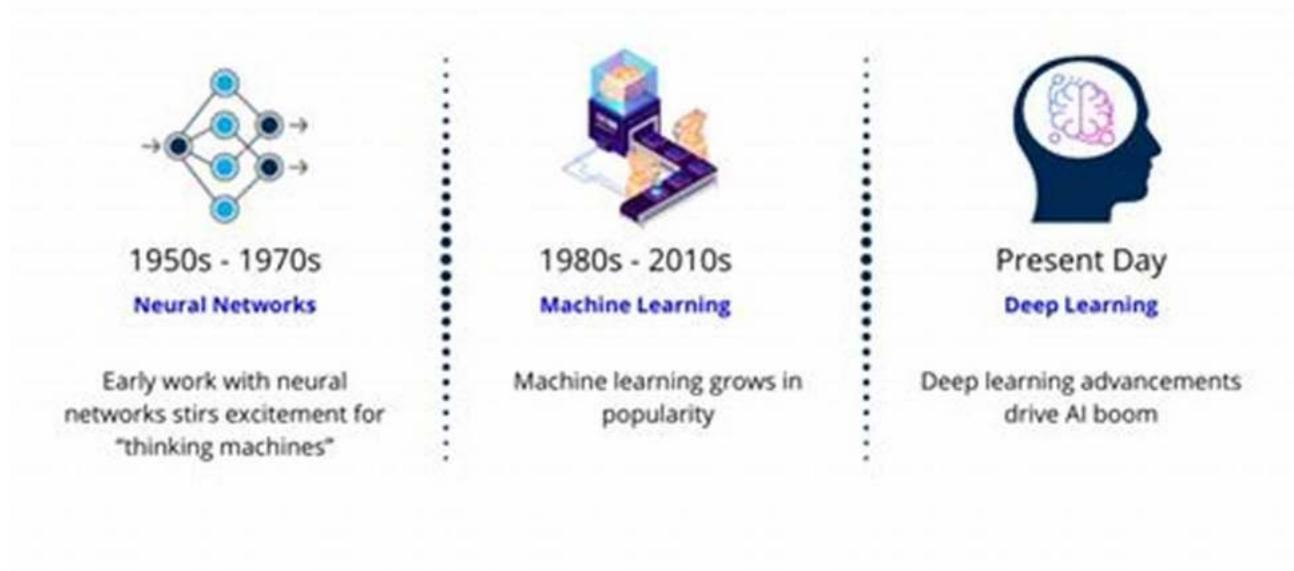 1950s - 1970s
Neural Networks
Early work with neural
networks stirs excitement for
"thinking machines"
1980s - 2010s
Machine Learning
Machine learning grows in
popularity
Present Day
Deep Learning
Deep learning advancements
drive AI boom